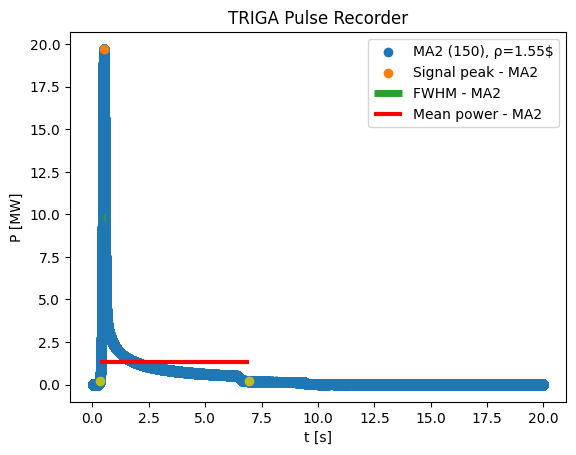 TRIGA Pulse Recorder
MA2 (150), ρ=1.55$
Signal peak - MA2
FWHM - MA2
Mean power - MA2
P [MW]
20.0
17.5
15.0
12.5
10.0
7.5
5.0
2.5
0.0
0.0 2.5 5.0 7.5 10.0 12.5 15.0 17.5 20.0
t [s]